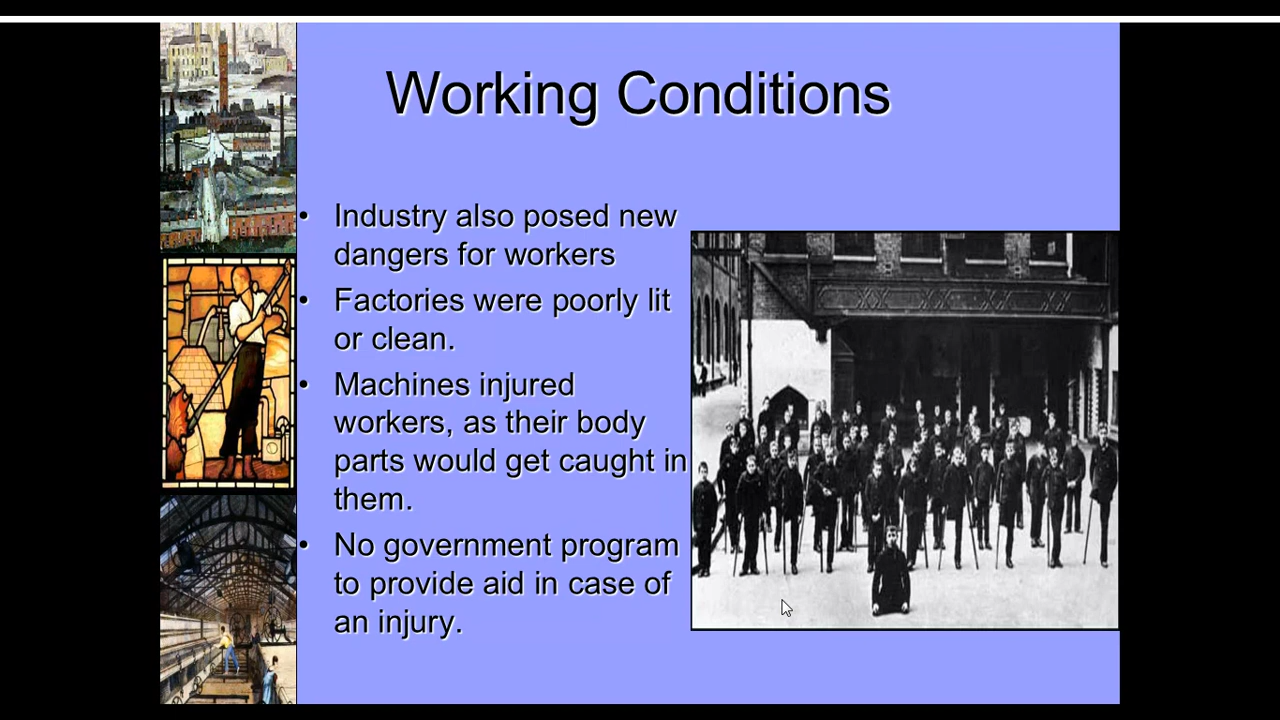 Working Conditions
• Industry also posed new
dangers for workers
• Factories were poorly lit
or clean.
• Machines injured
workers, as their body
parts would get caught in
them.
• No government program
to provide aid in case of
an injury.